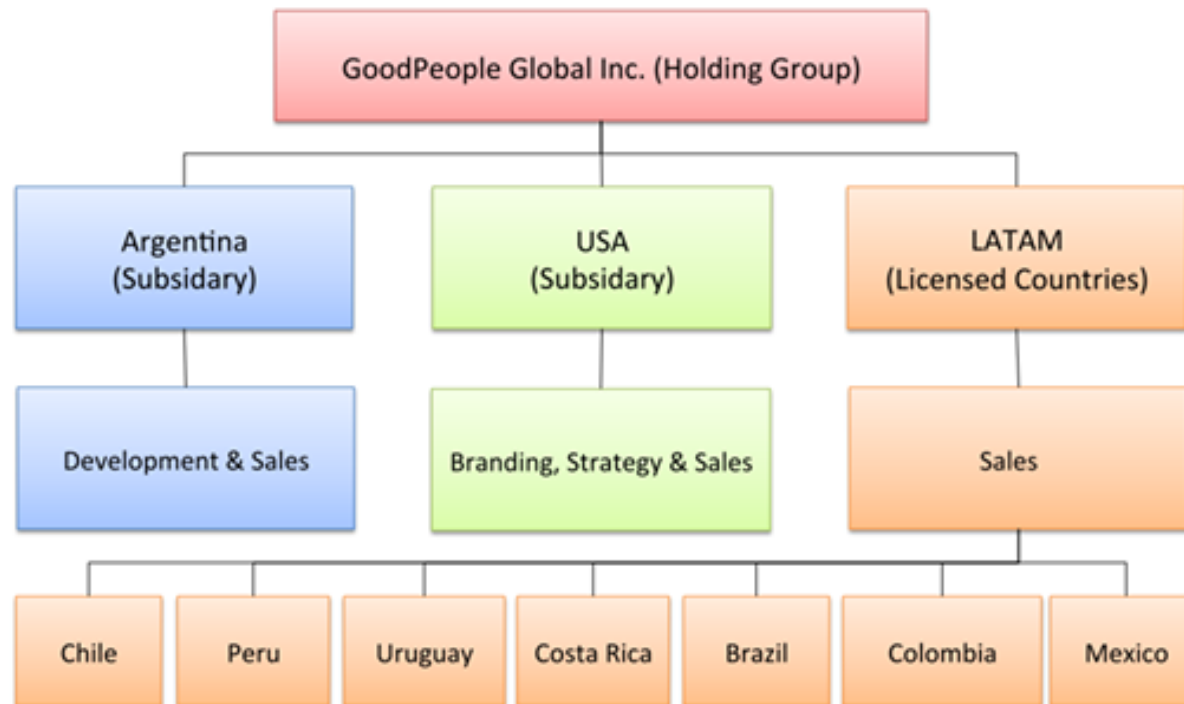 GoodPeople Global Inc. (Holding Group)
Argentina
(Subsidary)
USA
(Subsidary)
LATAM
(Licensed Countries)
Development & Sales
Branding, Strategy & Sales
Sales
Chile
Peru
Uruguay
Costa Rica
Brazil
Colombia
Mexico